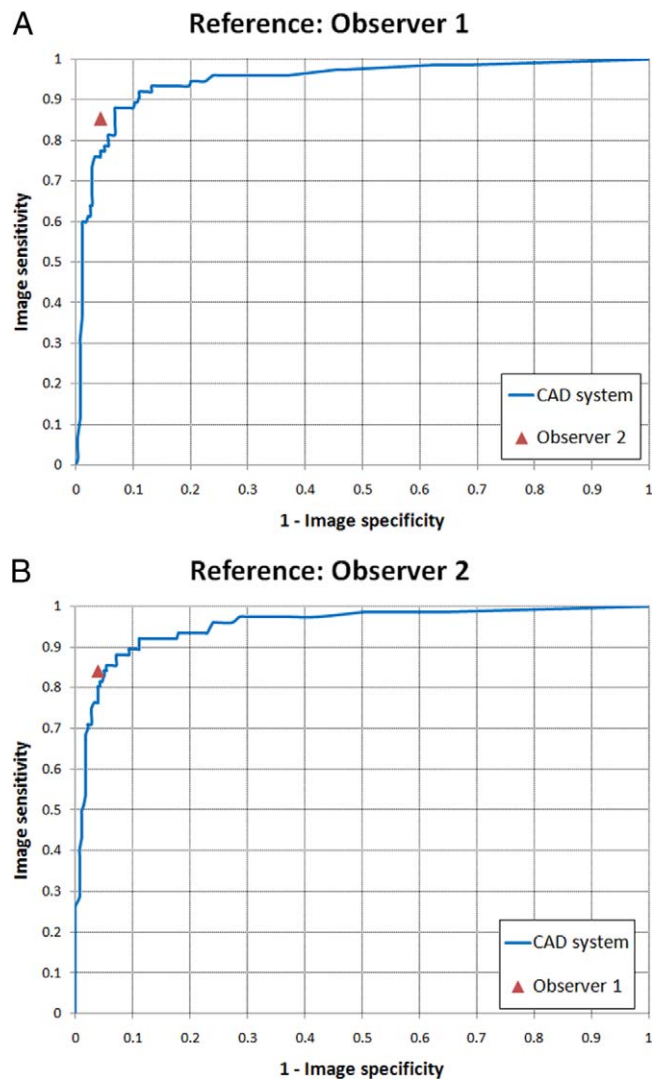 A
Reference: Observer 1
1
0.9
0.8
0.7
0.6
0.5
0.4
0.3
0.2
0.1
0
Image sensitivity
CAD system
Observer 2
0 0.1 0.2 0.3 0.4 0.5 0.6 0.7 0.8 0.9 1
1 - Image specificity
B
Reference: Observer 2
1
0.9
0.8
0.7
0.6
0.5
0.4
0.3
0.2
0.1
0
Image sensitivity
CAD system
Observer 1
0 0.1 0.2 0.3 0.4 0.5 0.6 0.7 0.8 0.9 1
1 - Image specificity